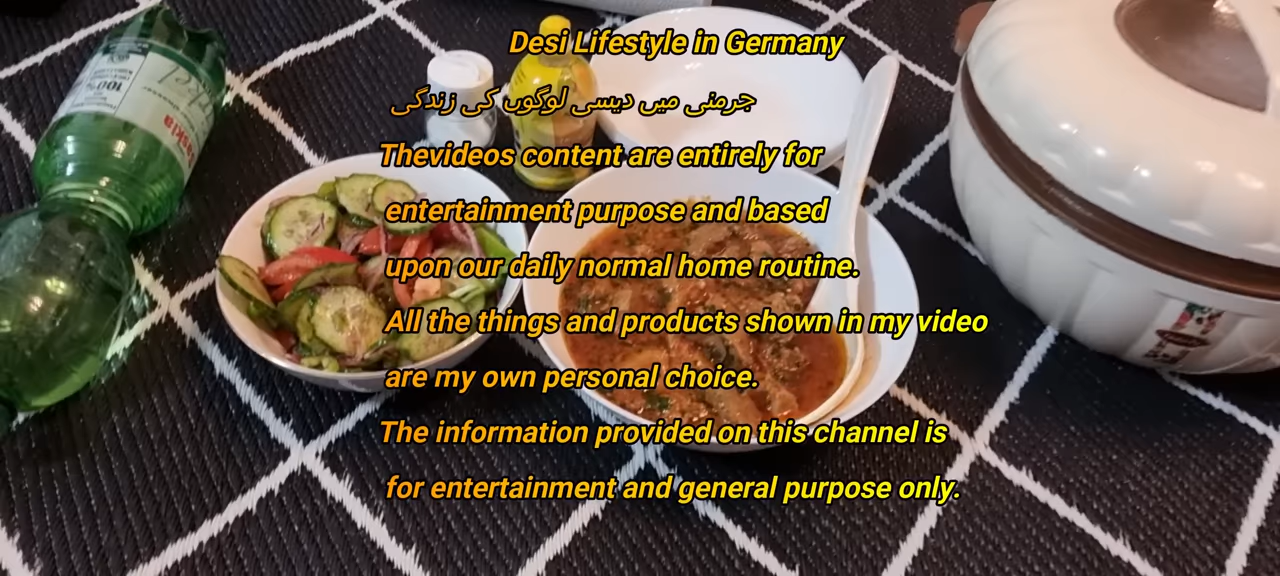 Desi Lifestyle in Germany
جرمنی میں دیسی لوگوں کی زندگی
Thevideos content are entirely for
entertainment purpose and based
upon our daily normal home routine.
All the things and products shown in my video
are my own personal choice.
The information provided on this channel is
for entertainment and general purpose only.
100%